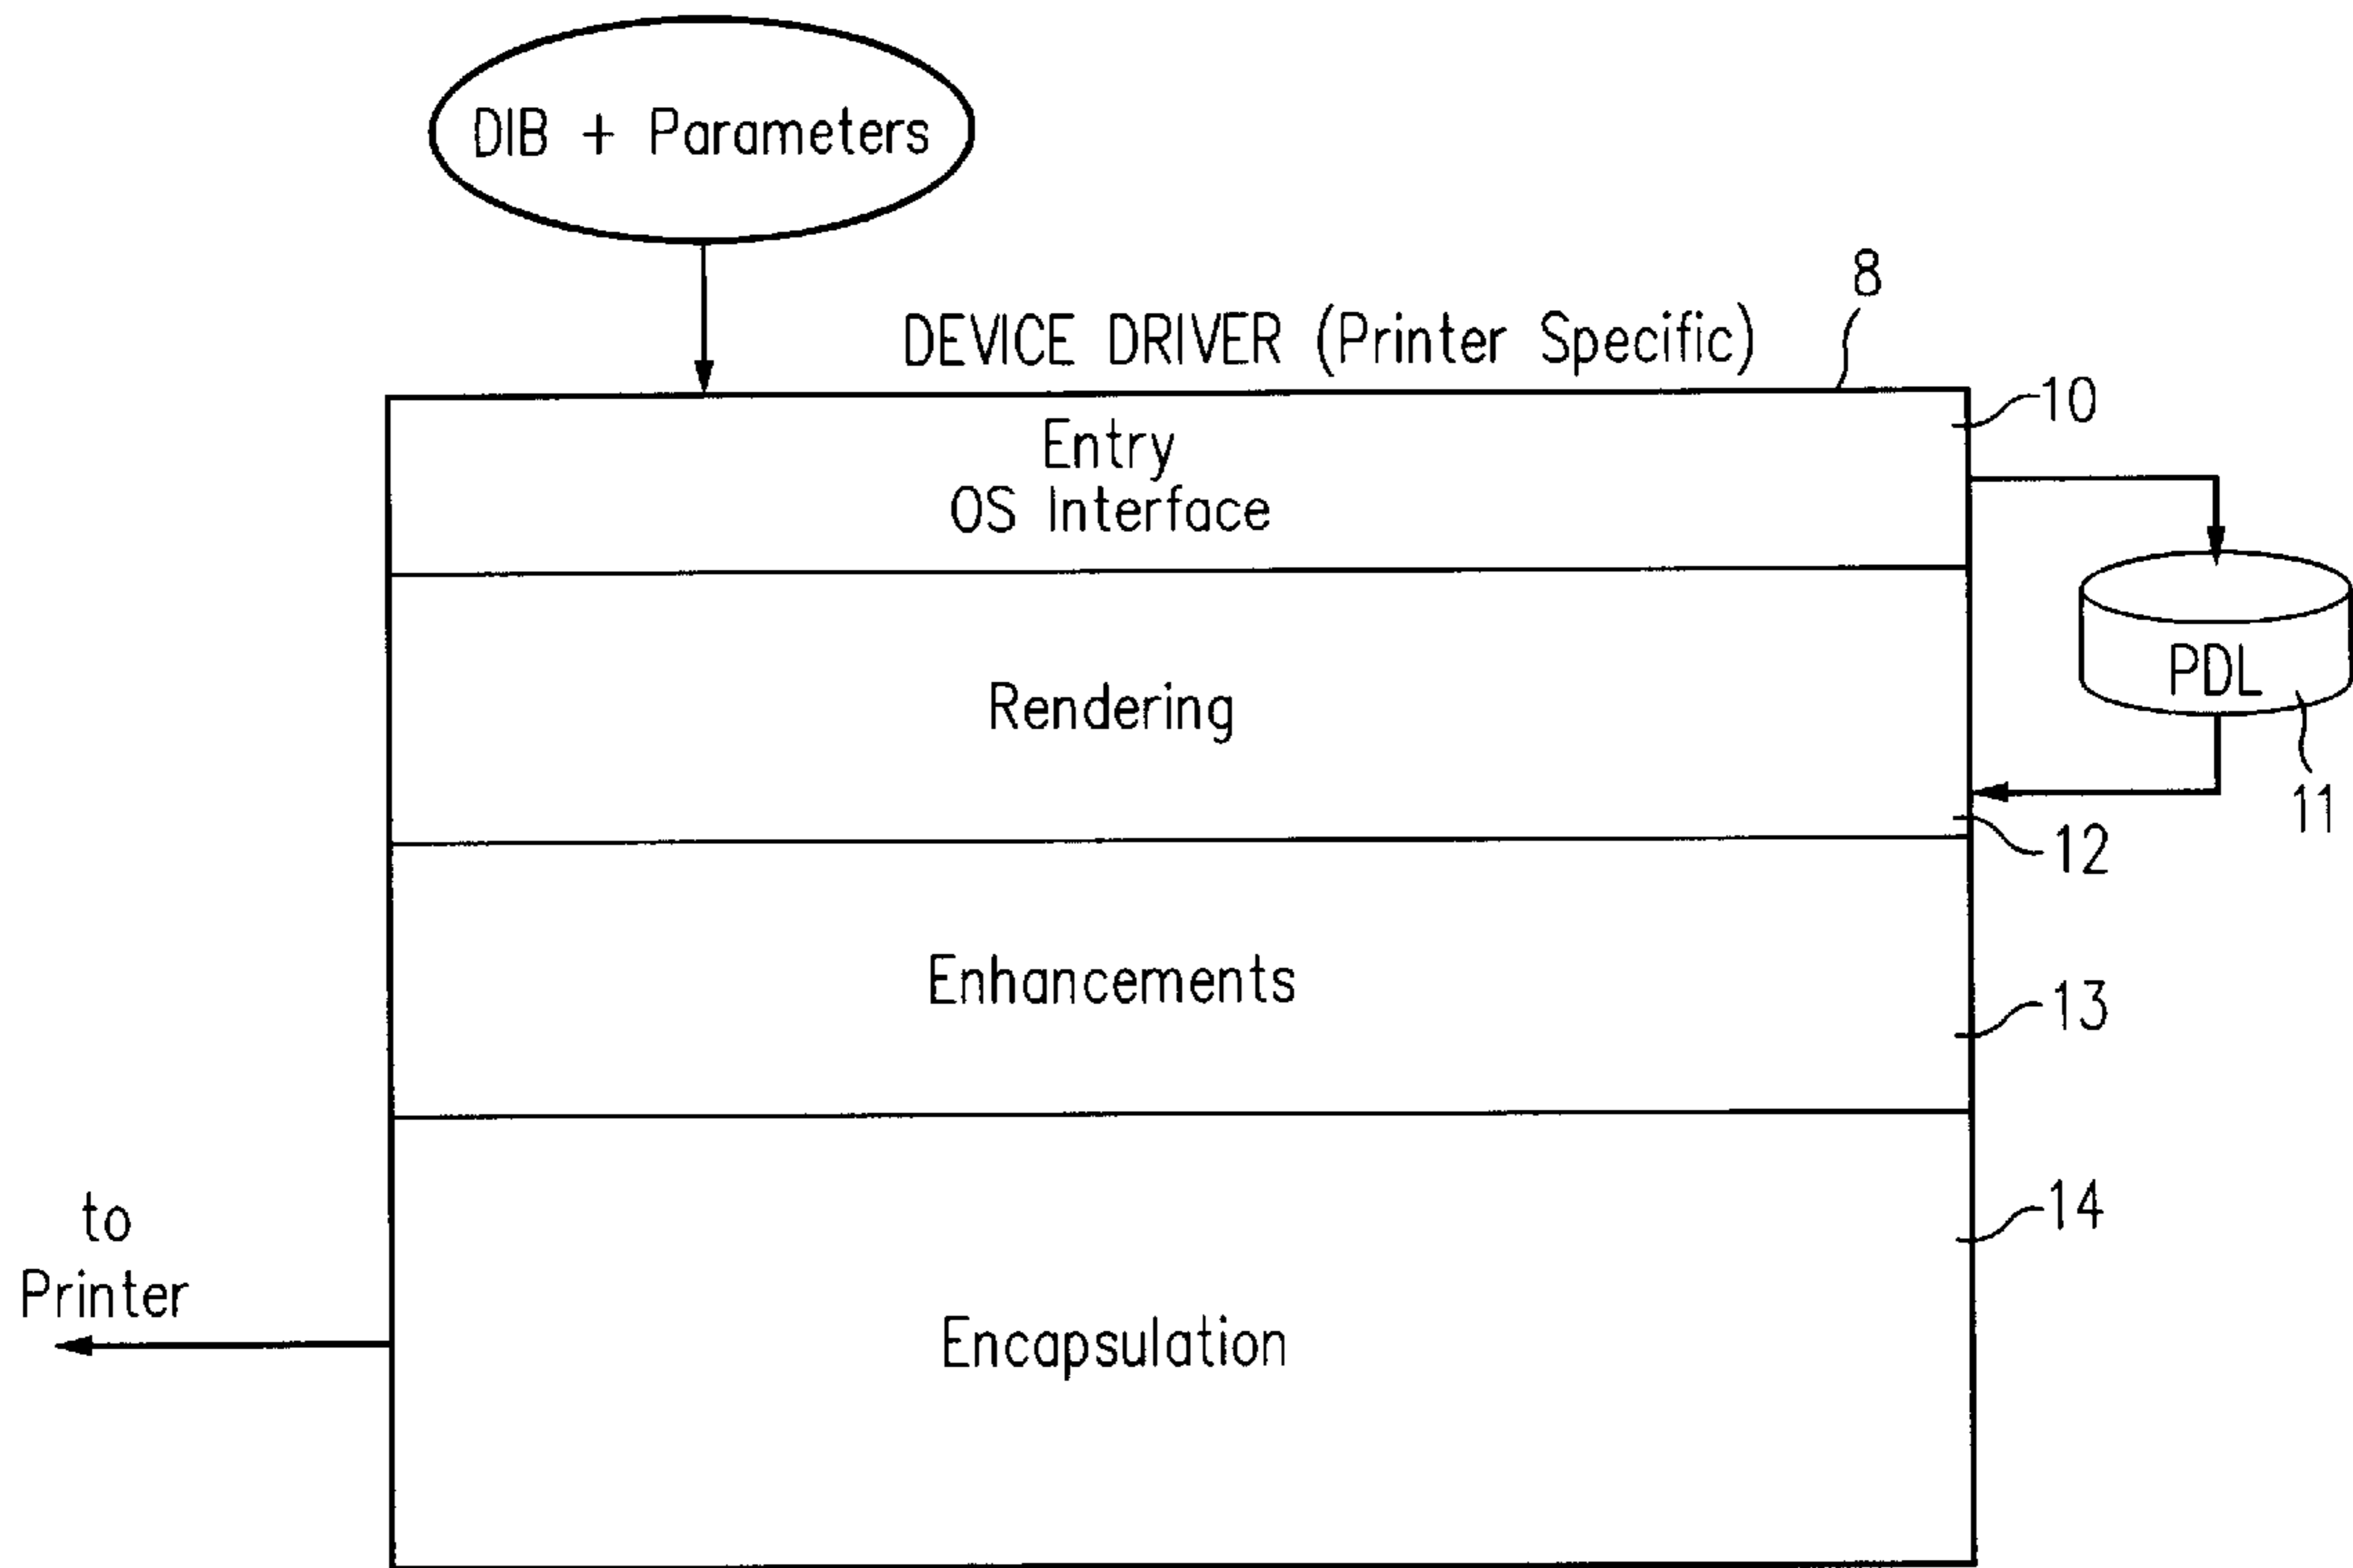 DIB + Parameters
8
DEVICE DRIVER (Printer Specific)
10
Entry
OS Interface
PDL
Rendering
11
12
Enhancements
13
14
to
Printer
Encapsulation